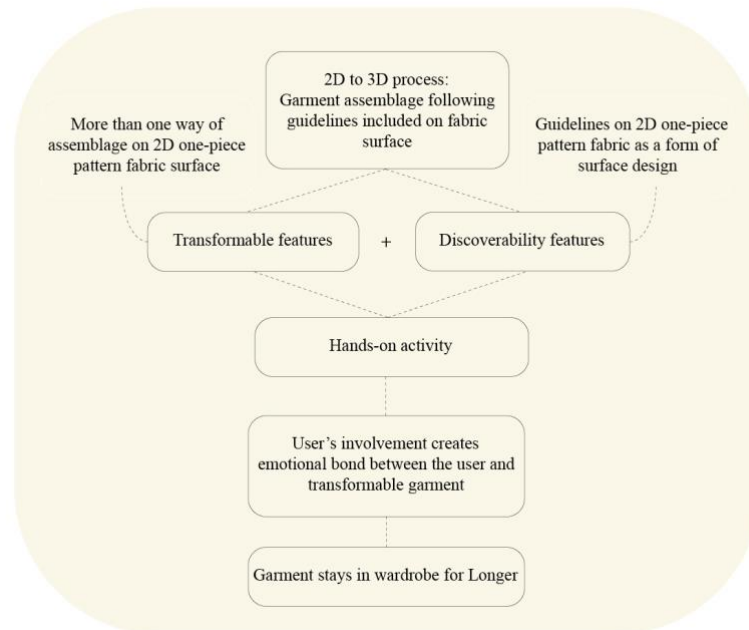 2D to 3D process:
Garment assemblage following
guidelines included on fabric
surface
More than one way of
assemblage on 2D one-piece
pattern fabric surface
Guidelines on 2D one-piece
pattern fabric as a form of
surface design
Transformable features
+
Discoverability features
Hands-on activity
User's involvement creates
emotional bond between the user and
transformable garment
Garment stays in wardrobe for Longer